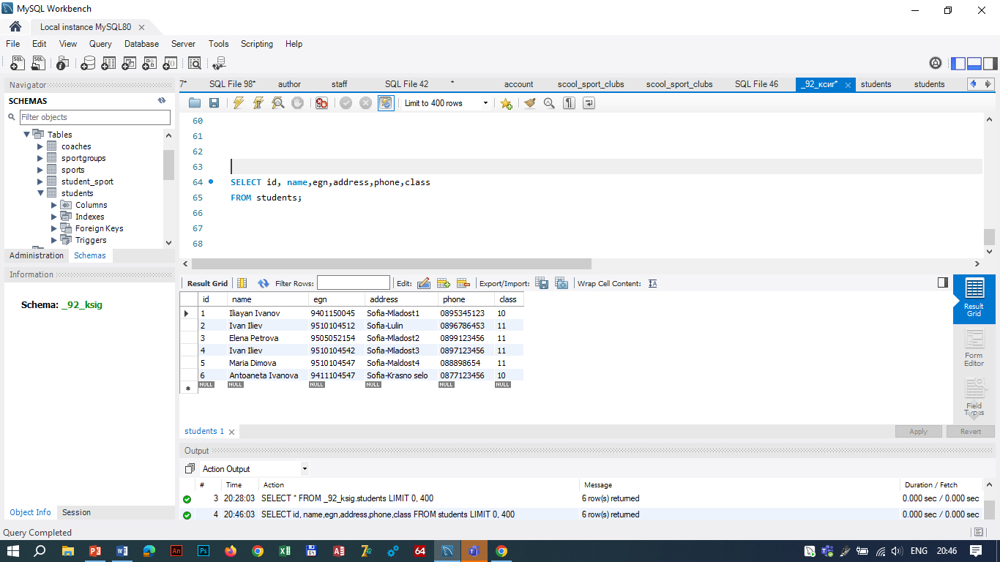 MySQL Workbench
Local instance MySQL80
File Edit View Query Database Server Tools Scripting Help
Navigator
SCHEMAS
Filter objects
Tables
coaches
sportgroups
sports
student_sport
students
Columns
Indexes
Foreign Keys
Triggers
Administration Schemas
Information
Schema: _92_ksig
Object Info Session
7* SQL File 98* author staff SQL File 42 * account scool_sport_clubs scool_sport_clubs SQL File 46 _92_ксиг* students students
Limit to 400 rows
60
61
62
63
64 SELECT id, name,egn,address,phone,class
65 FROM students;
66
67
68
Result Grid Filter Rows: Edit: Export/Import: Wrap Cell Content:
id name egn address phone class
1 Iliayan Ivanov 9401150045 Sofia-Mladost1 0895345123 10
2 Ivan Iliev 9510104512 Sofia-Lulin 0896786453 11
3 Elena Petrova 9505052154 Sofia-Mladost2 0899123456 11
4 Ivan Iliev 9510104542 Sofia-Mladost3 0897123456 11
5 Maria Dimova 9510104547 Sofia-Maldost4 088898654 11
6 Antoaneta Ivanova 9411104547 Sofia-Krasno selo 0877123456 10
NULL NULL NULL NULL NULL NULL
Result Grid
Form Editor
Field Types
students 1
Apply Revert
Output
Action Output
# Time Action Message Duration / Fetch
3 20:28:03 SELECT * FROM _92_ksig.students LIMIT 0, 400 6 row(s) returned 0.000 sec / 0.000 sec
4 20:46:03 SELECT id, name,egn,address,phone,class FROM students LIMIT 0, 400 6 row(s) returned 0.000 sec / 0.000 sec
Query Completed
ENG 20:46